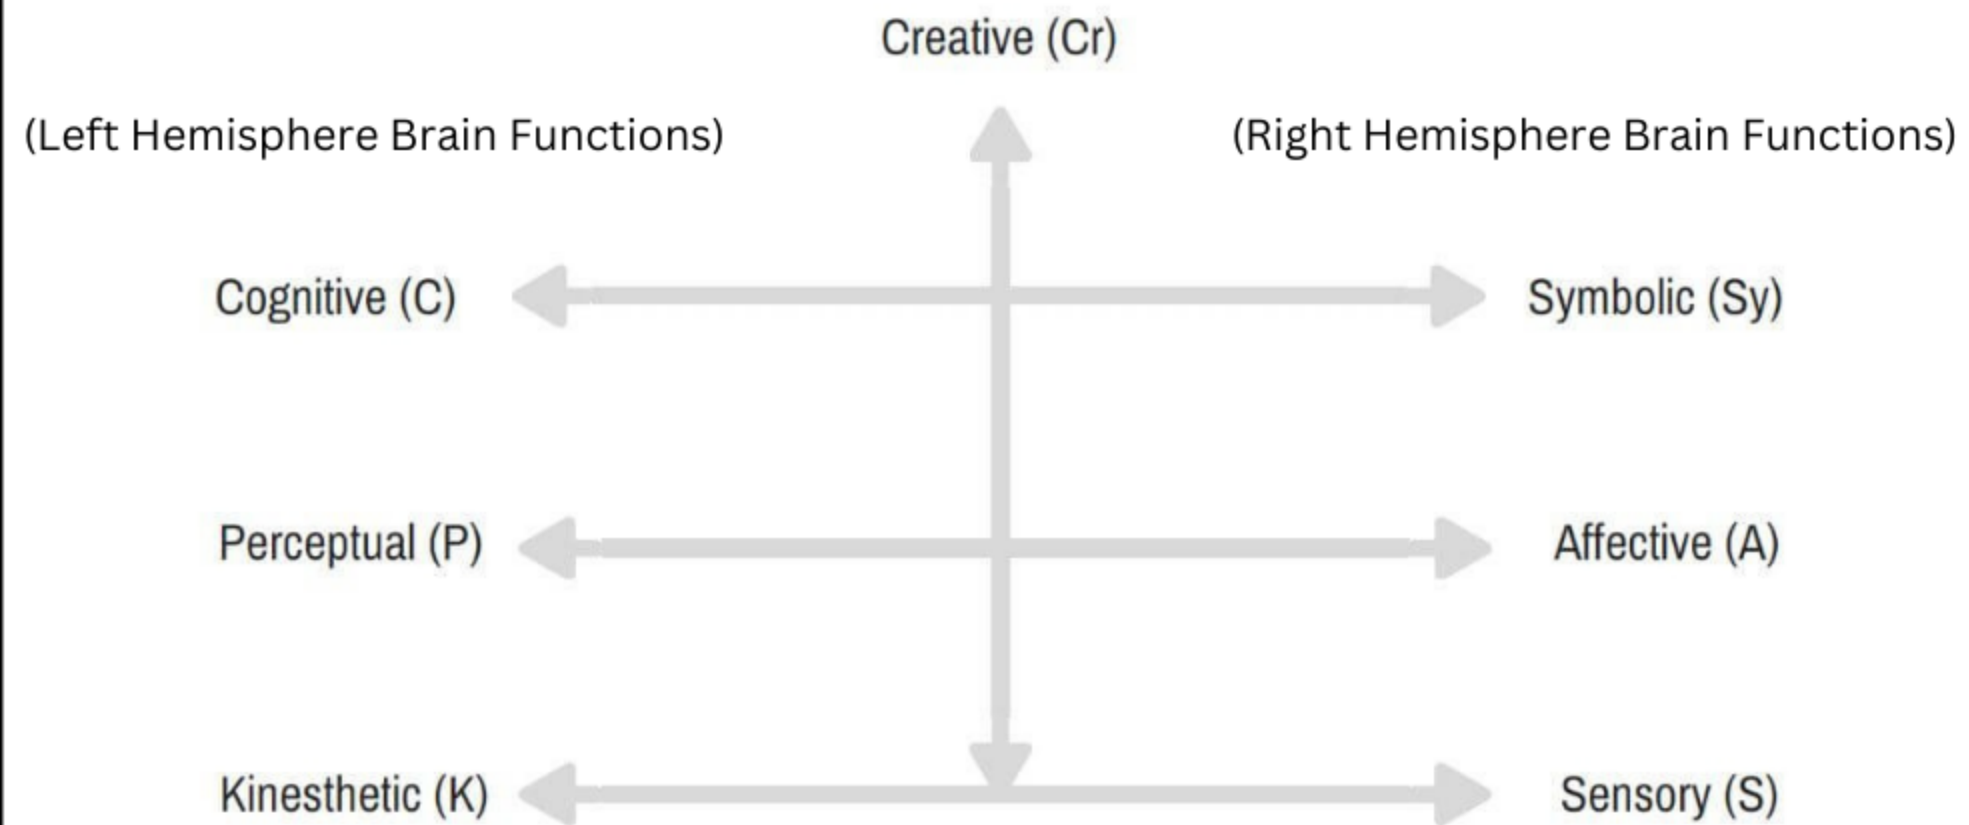 Creative (Cr)
(Left Hemisphere Brain Functions)
(Right Hemisphere Brain Functions)
Cognitive (C)
Symbolic (Sy)
Perceptual (P)
Affective (A)
Kinesthetic (K)
Sensory (S)